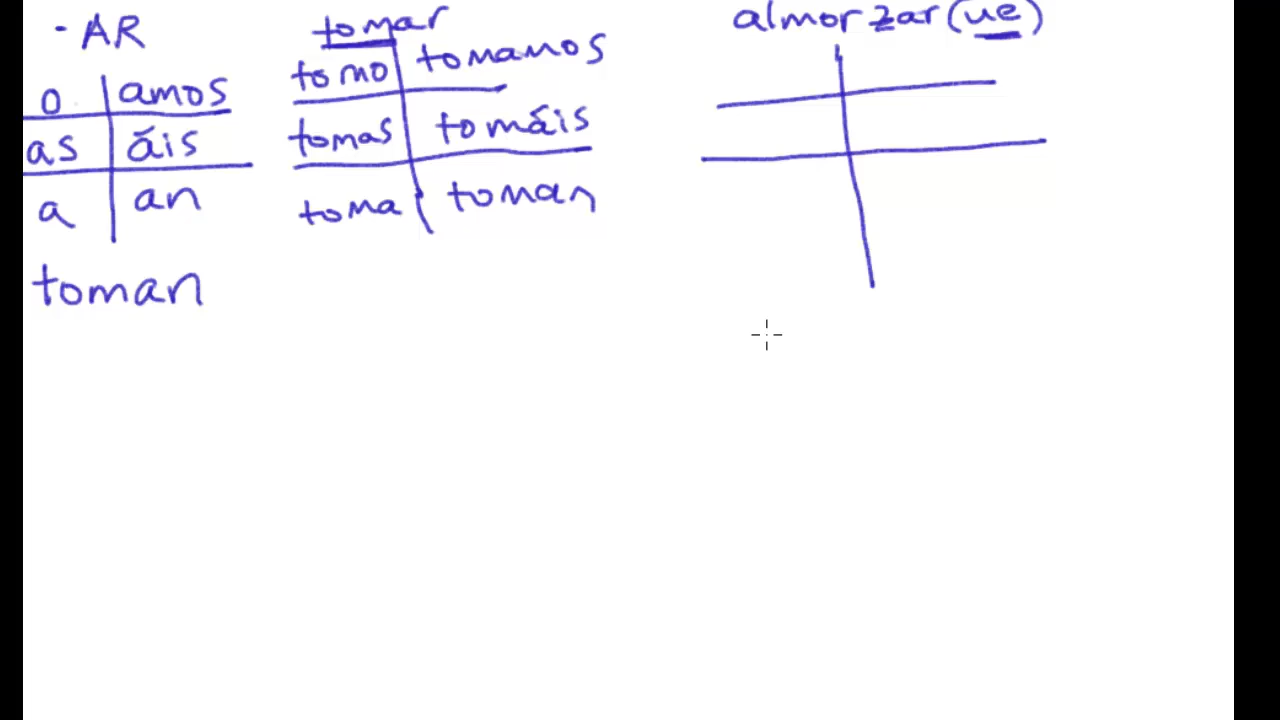 -AR
o amos
as áis
a an
toman
tomar
tomo tomamos
tomas tomáis
toma toman
almorzar (ue)